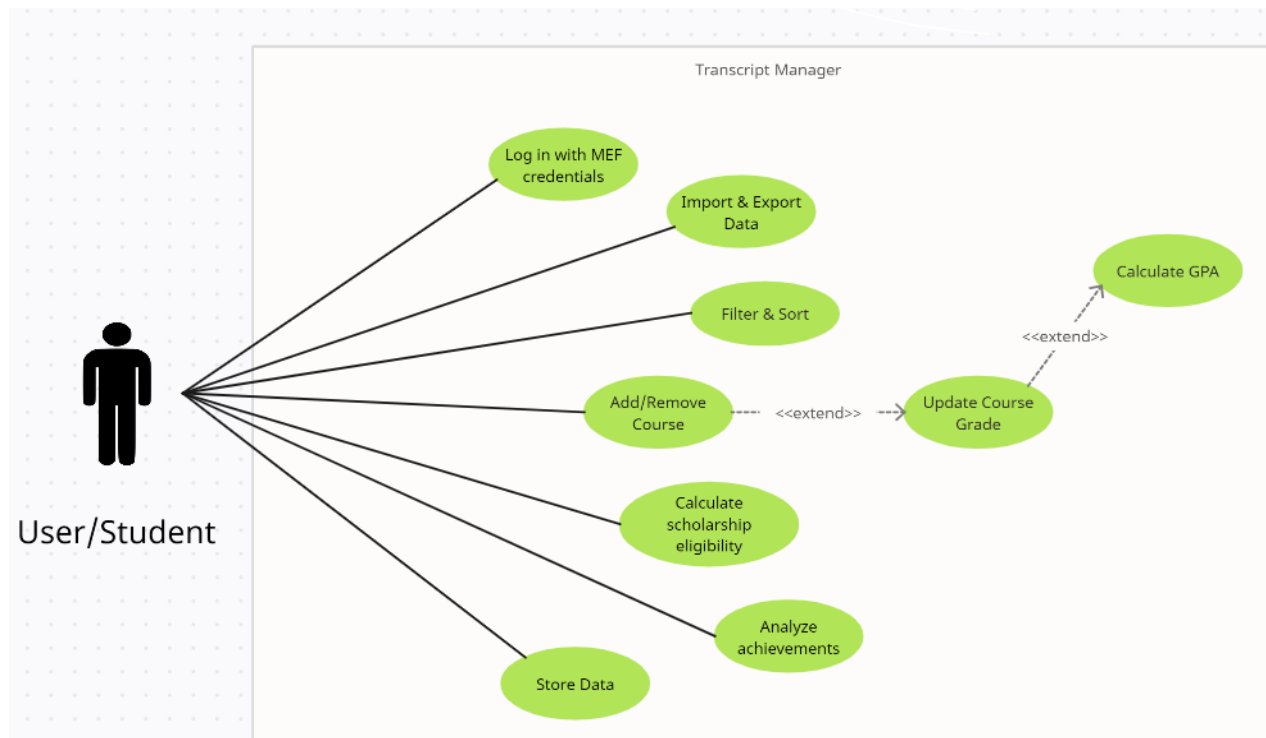 Transcript Manager
Log in with MEF
credentials
Import & Export
Data
Calculate GPA
Filter & Sort
<<extend>>
Add/Remove
Course
<<extend>>
Update Course
Grade
Calculate
scholarship
eligibility
User/Student
Analyze
achievements
Store Data